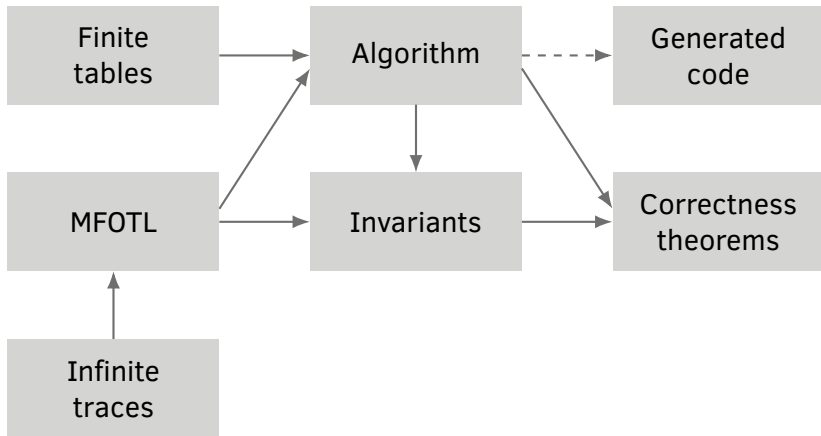 Finite
tables
Algorithm
Generated
code
MFOTL
Invariants
Correctness
theorems
Infinite
traces